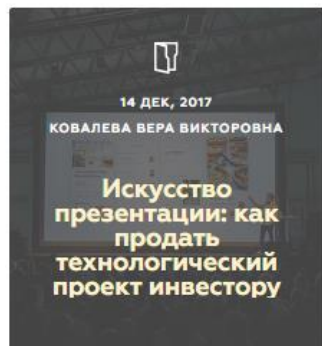 14 ДЕК, 2017
КОВАЛЕВА ВЕРА ВИКТОРОВНА
Искусство
презентации: как
продать
технологический
проект инвестору